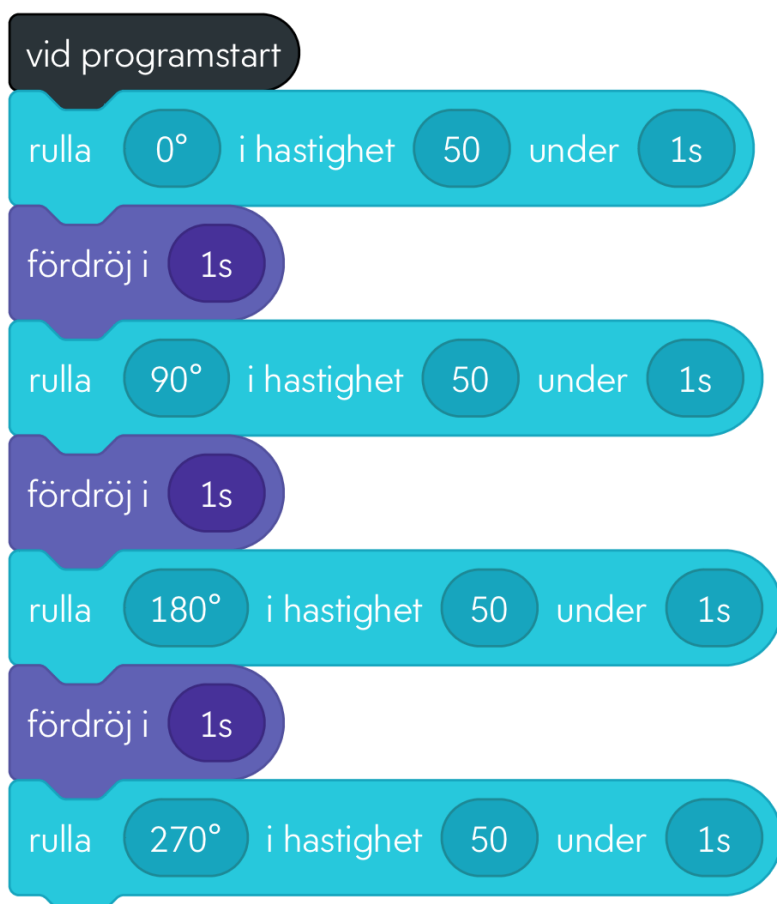 vid programstart
rulla 0° i hastighet 50 under 1s
fördröj i 1s
rulla 90° i hastighet 50 under 1s
fördröj i 1s
rulla 180° i hastighet 50 under 1s
fördröj i 1s
rulla 270° i hastighet 50 under 1s